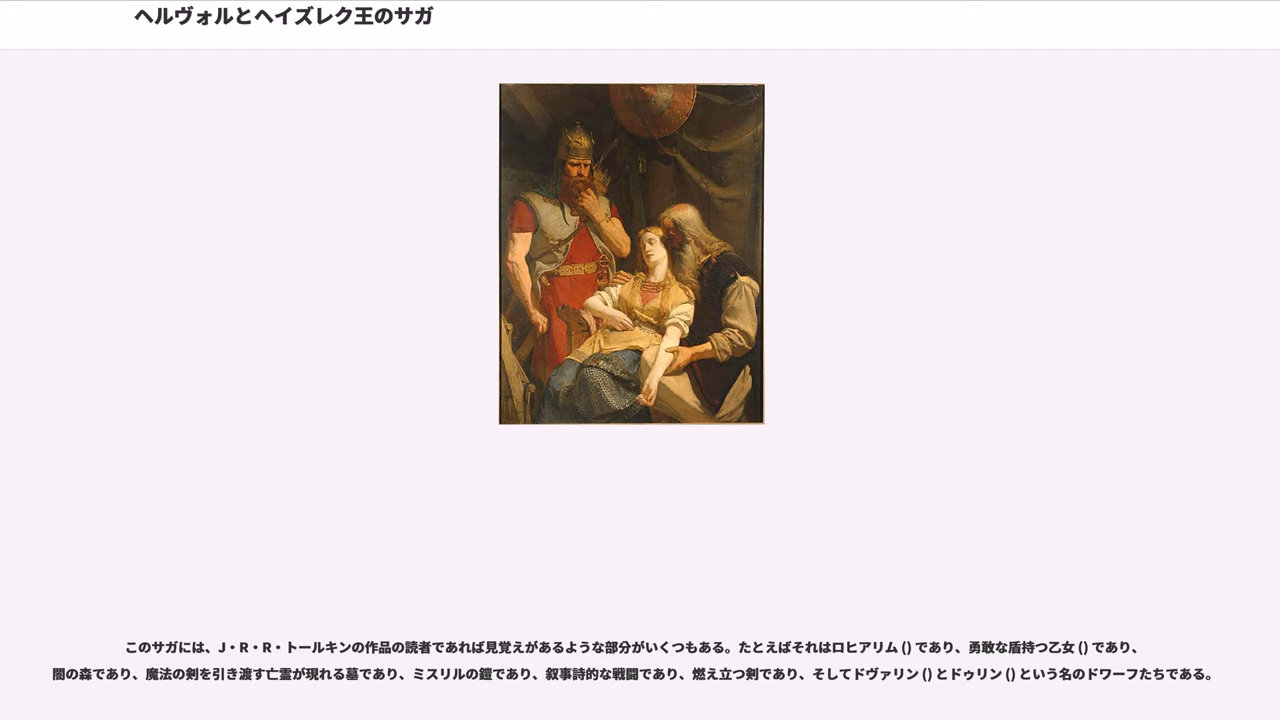 ヘルヴォルとヘイズレク王のサガ
このサガには、J・R・R・トールキンの作品の読者であれば見覚えがあるような部分がいくつもある。たとえばそれはロヒアリム () であり、勇敢な盾持つ乙女 () であり、
闇の森であり、魔法の剣を引き渡す亡霊が現れる墓であり、ミスリルの鎧であり、叙事詩的な戦闘であり、燃え立つ剣であり、そしてドヴァリン () とドゥリン () という名のドワーフたちである。